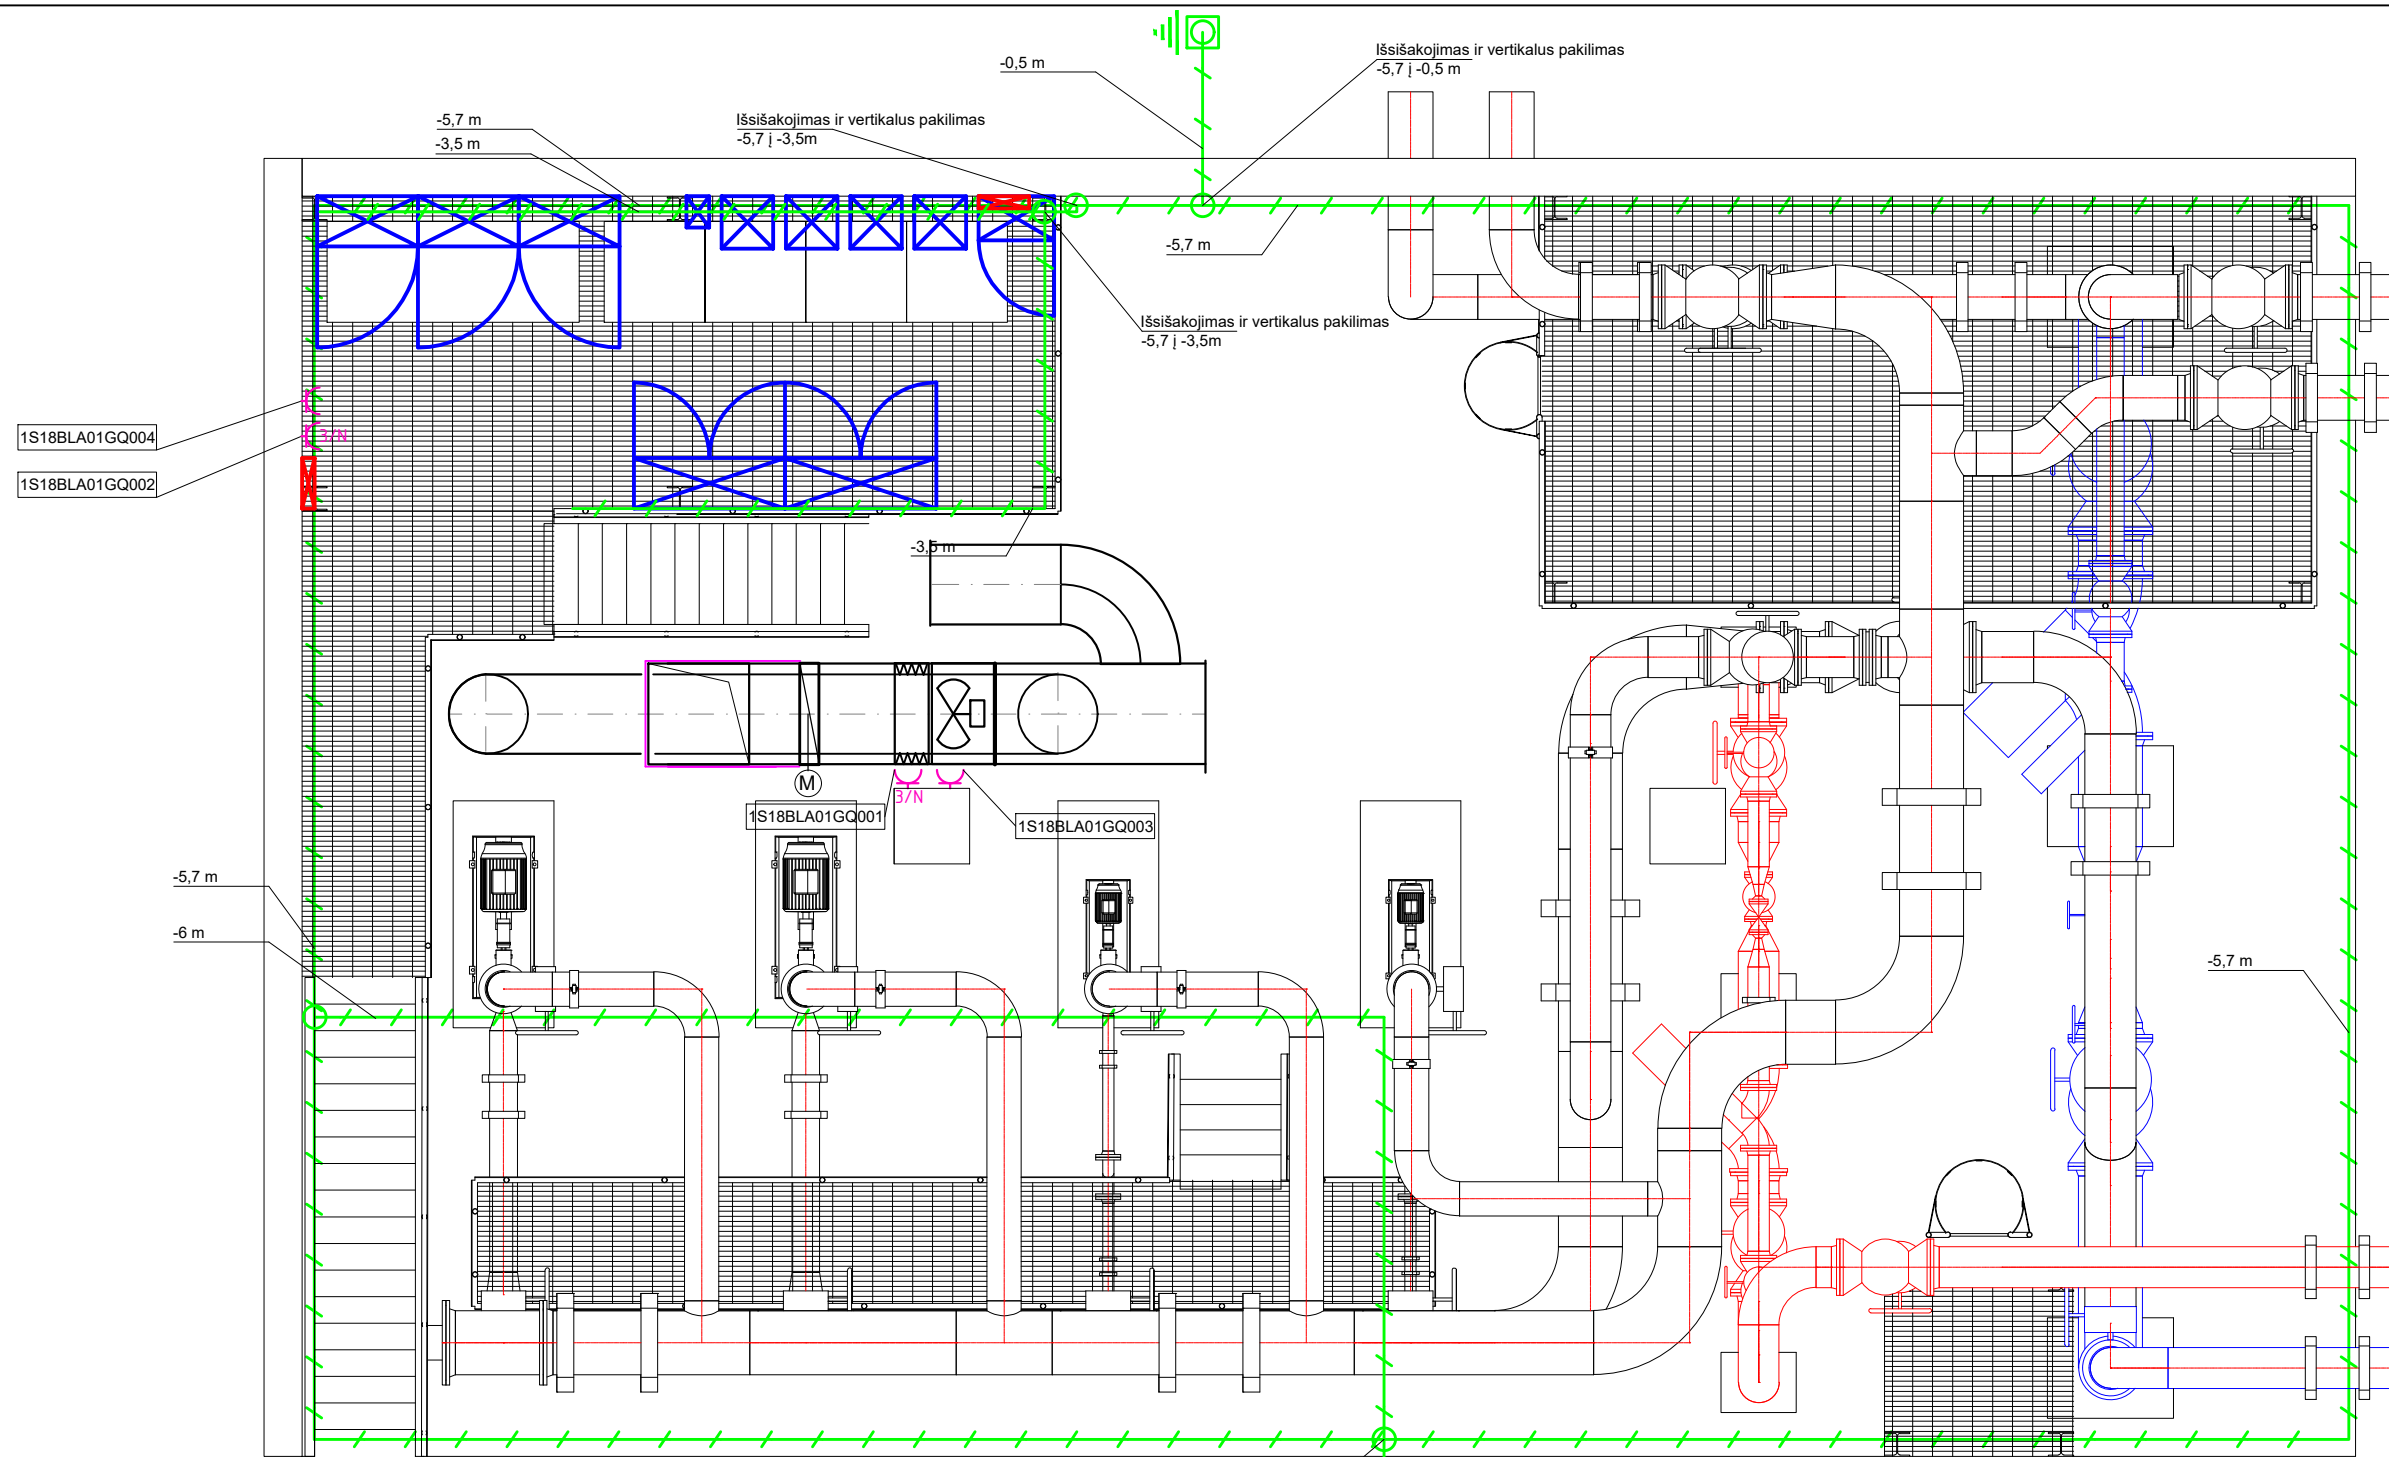 Išsišakojimas ir vertikalus pakilimas
-5,7 į -0,5 m
-0,5 m
-5,7 m
-3,5 m
Išsišakojimas ir vertikalus pakilimas
-5,7 į -3,5m
-5,7 m
Išsišakojimas ir vertikalus pakilimas
-5,7 į -3,5m
1S18BLA01GQ004
3/N
1S18BLA01GQ002
-3,5 m
M
3/N
1S18BLA01GQ001
1S18BLA01GQ003
-5,7 m
-6 m
-5,7 m